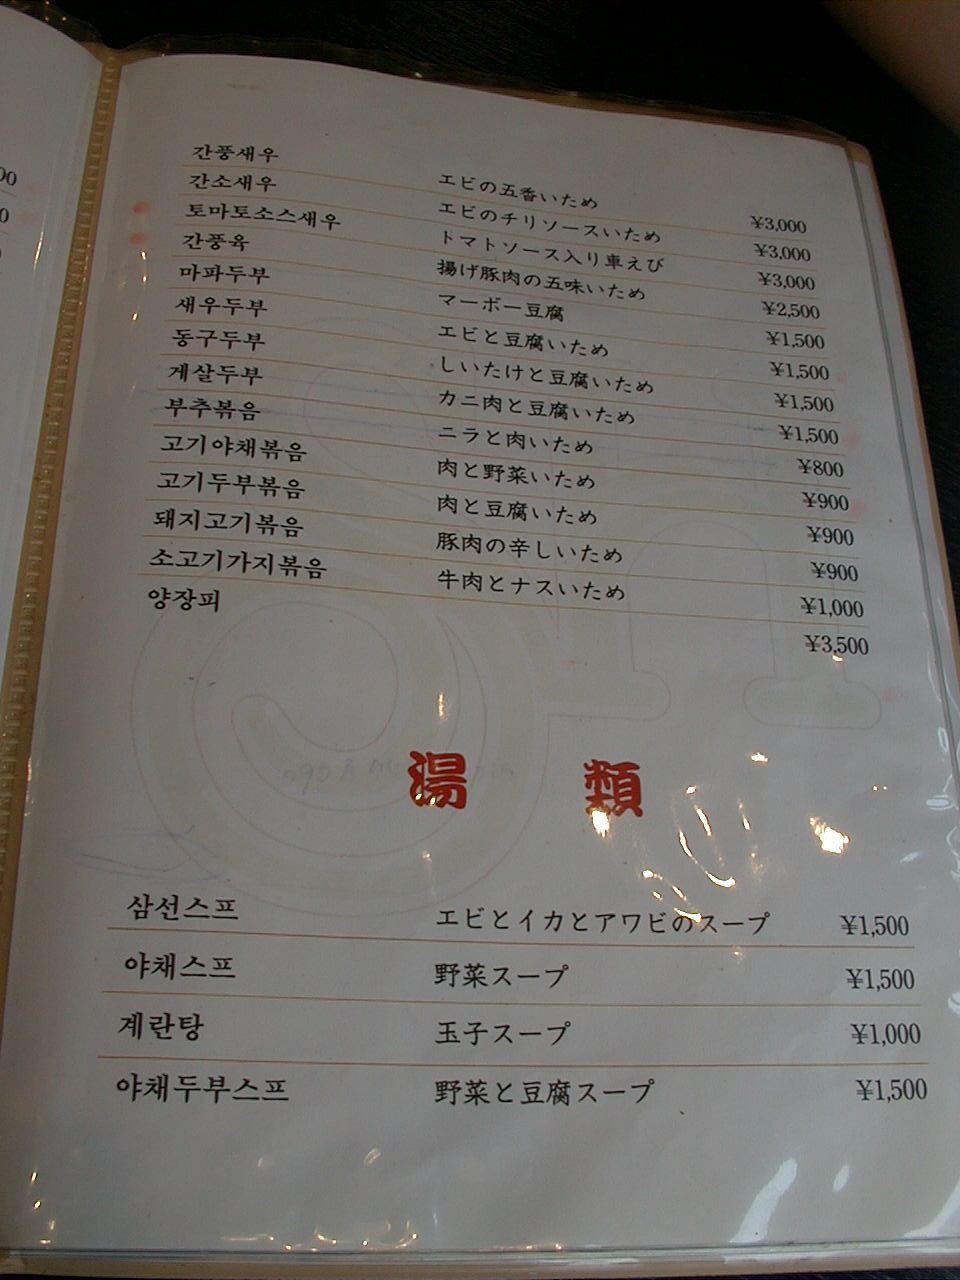 간풍새우 エビの五香いため ¥3,000
간소새우 エビのチリソースいため ¥3,000
토마토소스새우 トマトソース入り車えび ¥3,000
간풍육 揚げ豚肉の五味いため ¥2,500
마파두부 マーボー豆腐 ¥1,500
새우두부 エビと豆腐いため ¥1,500
동구두부 しいたけと豆腐いため ¥1,500
게살두부 カニ肉と豆腐いため ¥1,500
부추볶음 ニラと肉いため ¥800
고기야채볶음 肉と野菜いため ¥900
고기두부볶음 肉と豆腐いため ¥900
돼지고기볶음 豚肉の辛しいため ¥900
소고기가지볶음 牛肉とナスいため ¥1,000
양장피 ¥3,500
湯 類
삼선스프 エビとイカとアワビのスープ ¥1,500
야채스프 野菜スープ ¥1,500
계란탕 玉子スープ ¥1,000
야채두부스프 野菜と豆腐スープ ¥1,500